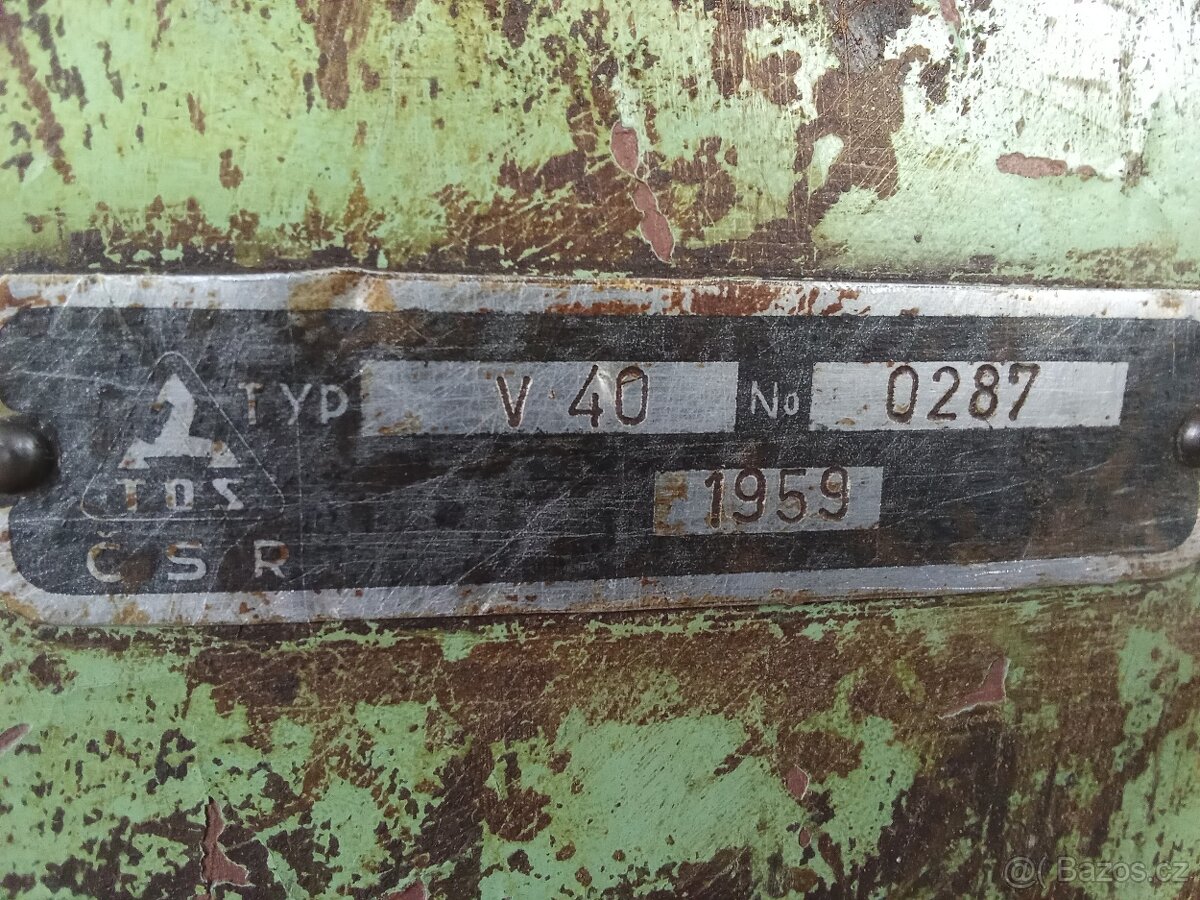 TYP V 40 No 0287
TOS 1959
ČSR
@( Bazos.cz